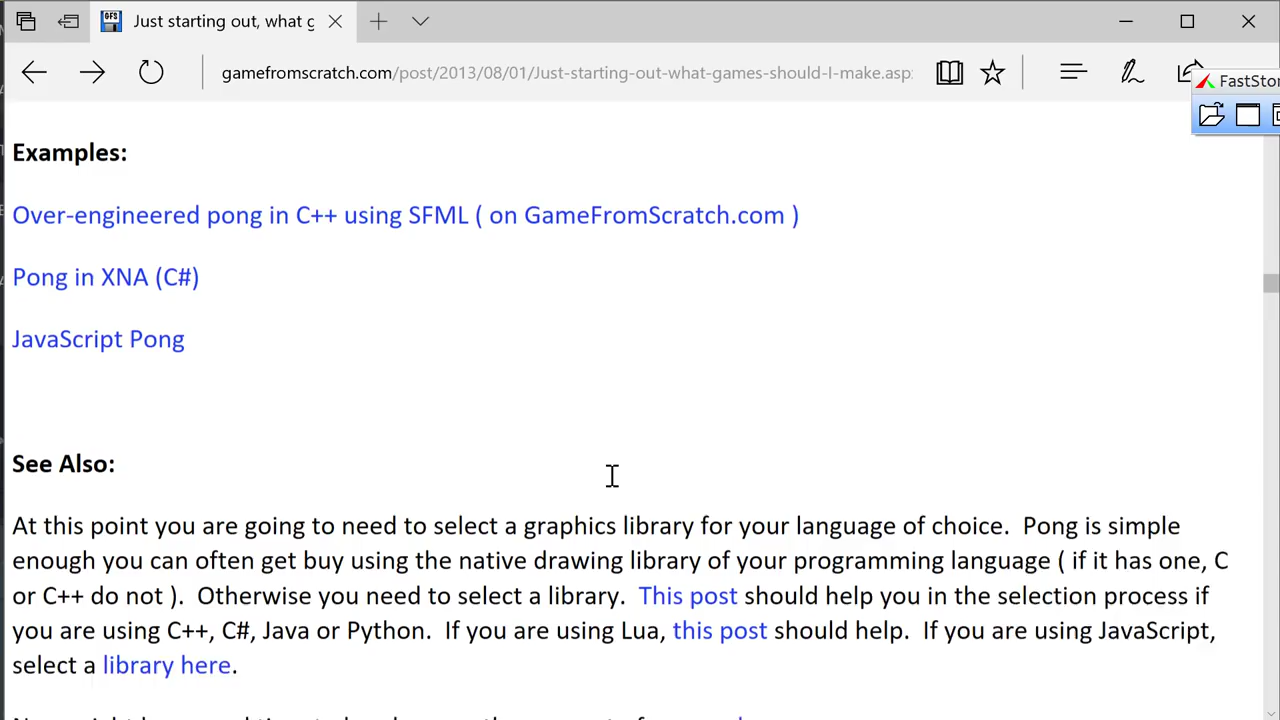 Just starting out, what g
gamefromscratch.com/post/2013/08/01/Just-starting-out-what-games-should-I-make.asp
FastSto
Examples:
Over-engineered pong in C++ using SFML ( on GameFromScratch.com )
Pong in XNA (C#)
JavaScript Pong
See Also:
At this point you are going to need to select a graphics library for your language of choice.  Pong is simple
enough you can often get buy using the native drawing library of your programming language ( if it has one, C
or C++ do not ).  Otherwise you need to select a library.  This post should help you in the selection process if
you are using C++, C#, Java or Python.  If you are using Lua, this post should help.  If you are using JavaScript,
select a library here.